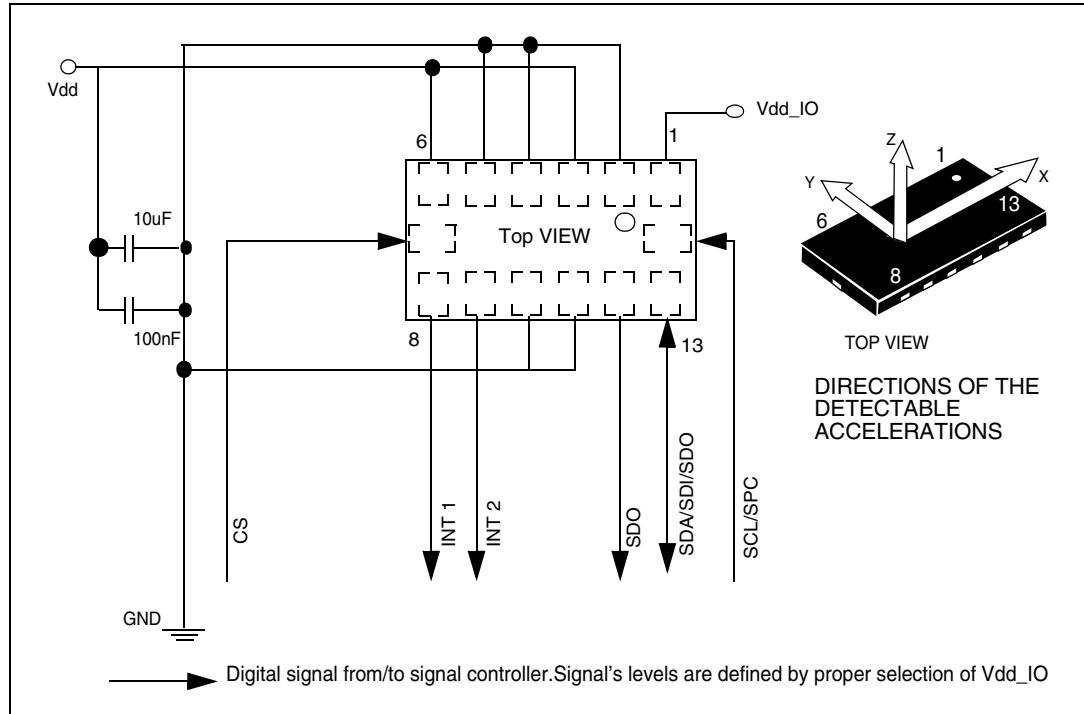 Vdd
Vdd_IO
6
1
Top VIEW
10uF
100nF
8
13
CS
INT 1
INT 2
SDO
SDA/SDI/SDO
SCL/SPC
GND
Z
1
Y
X
6
13
8
TOP VIEW
DIRECTIONS OF THE
DETECTABLE
ACCELERATIONS
Digital signal from/to signal controller.Signal's levels are defined by proper selection of Vdd_IO